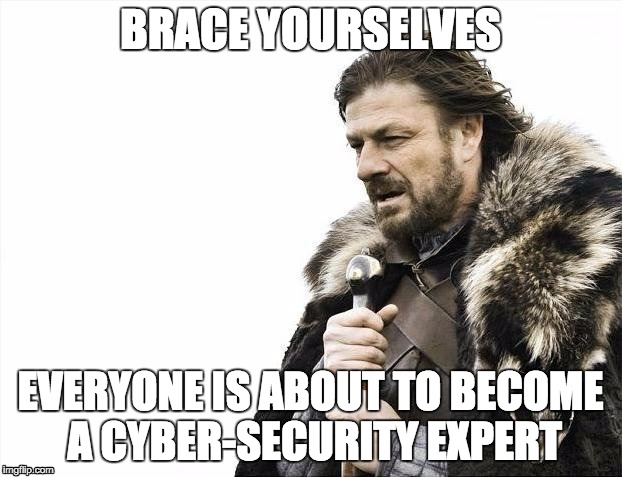 BRACE YOURSELVES
EVERYONE IS ABOUT TO BECOME
A CYBER-SECURITY EXPERT
imgflip.com